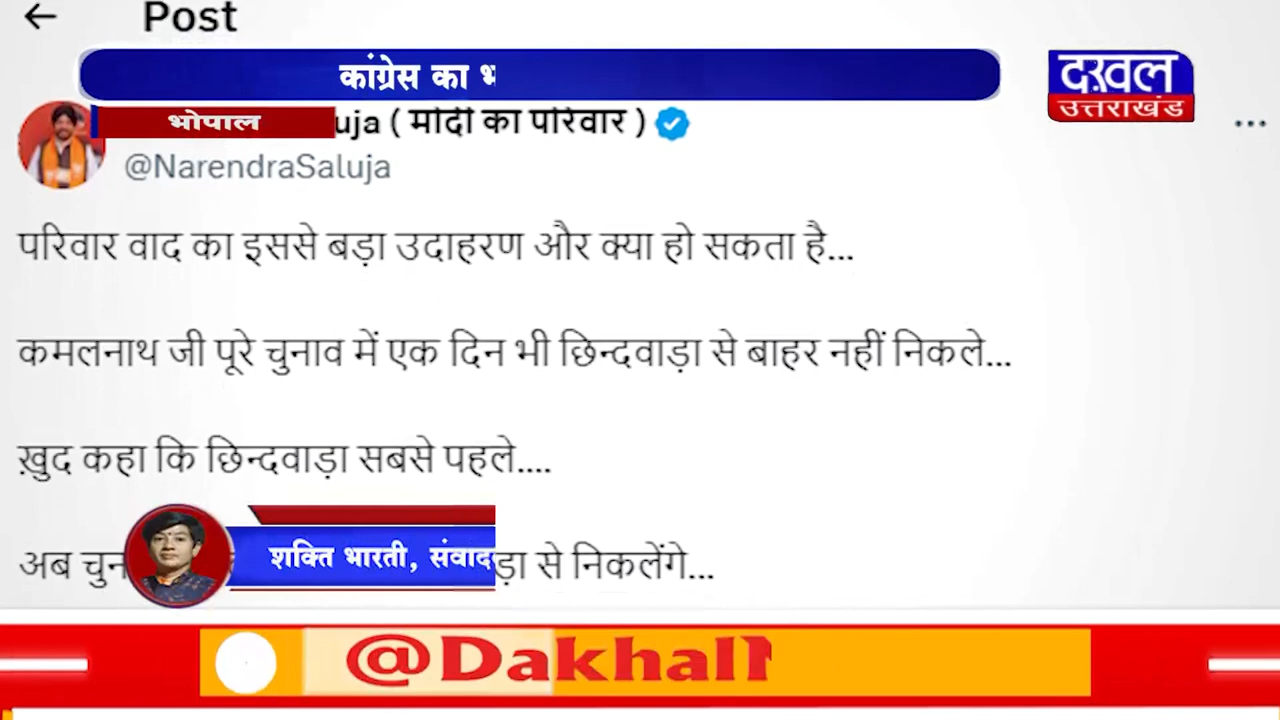 Post
कांग्रेस का
दख़ल
उत्तराखंड
भोपाल
uja ( मोदी का परिवार )
@NarendraSaluja
परिवार वाद का इससे बड़ा उदाहरण और क्या हो सकता है...
कमलनाथ जी पूरे चुनाव में एक दिन भी छिन्दवाड़ा से बाहर नहीं निकले...
ख़ुद कहा कि छिन्दवाड़ा सबसे पहले....
अब चुन ड़ा से निकलेंगे...
शक्ति भारती, संवाद
@Dakhal